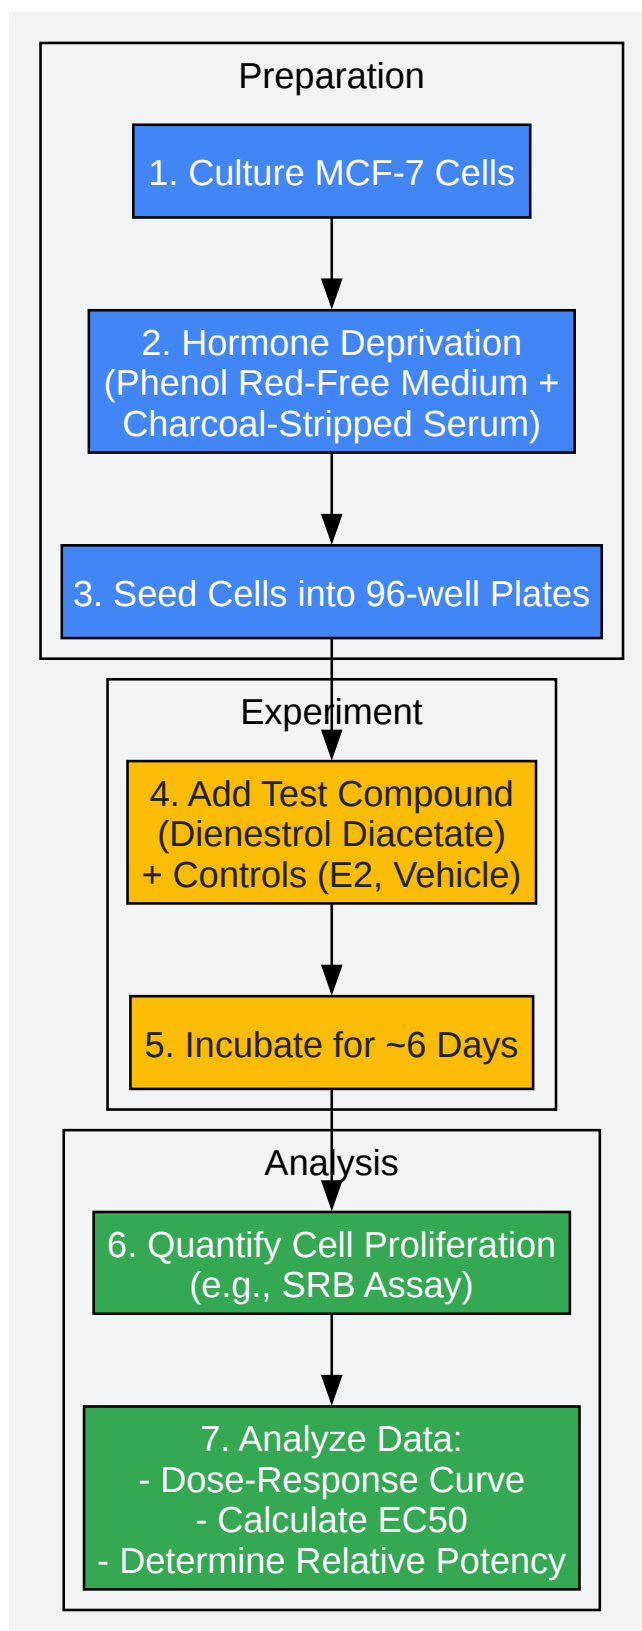 Preparation
1. Culture MCF-7 Cells
2. Hormone Deprivation
(Phenol Red-Free Medium +
Charcoal-Stripped Serum)
3. Seed Cells into 96-well Plates
Experiment
4. Add Test Compound
(Dienestrol Diacetate)
+ Controls (E2, Vehicle)
5. Incubate for ~6 Days
Analysis
6. Quantify Cell Proliferation
(e.g., SRB Assay)
7. Analyze Data:
- Dose-Response Curve
- Calculate EC50
- Determine Relative Potency